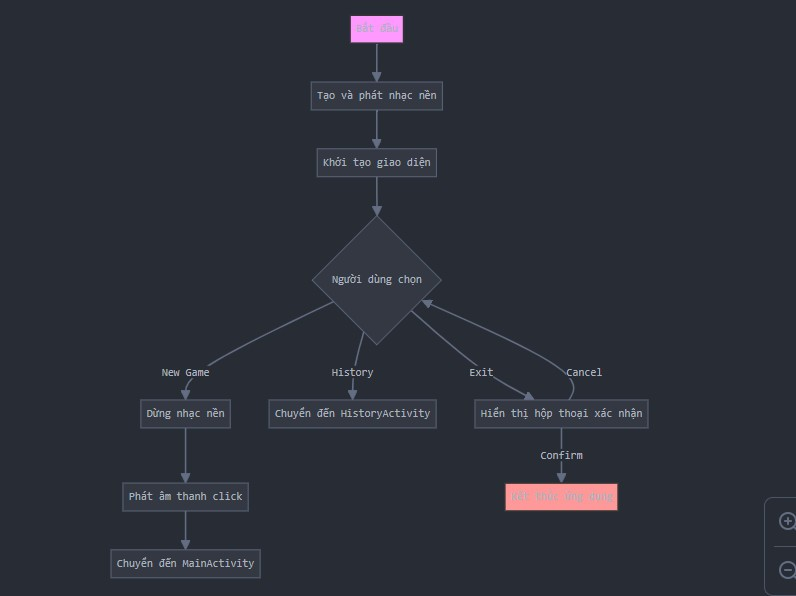 Bắt đầu
Tạo và phát nhạc nền
Khởi tạo giao diện
Người dùng chọn
New Game
History
Exit
Cancel
Dừng nhạc nền
Chuyển đến HistoryActivity
Hiển thị hộp thoại xác nhận
Confirm
Phát âm thanh click
Kết thúc ứng dụng
Chuyển đến MainActivity